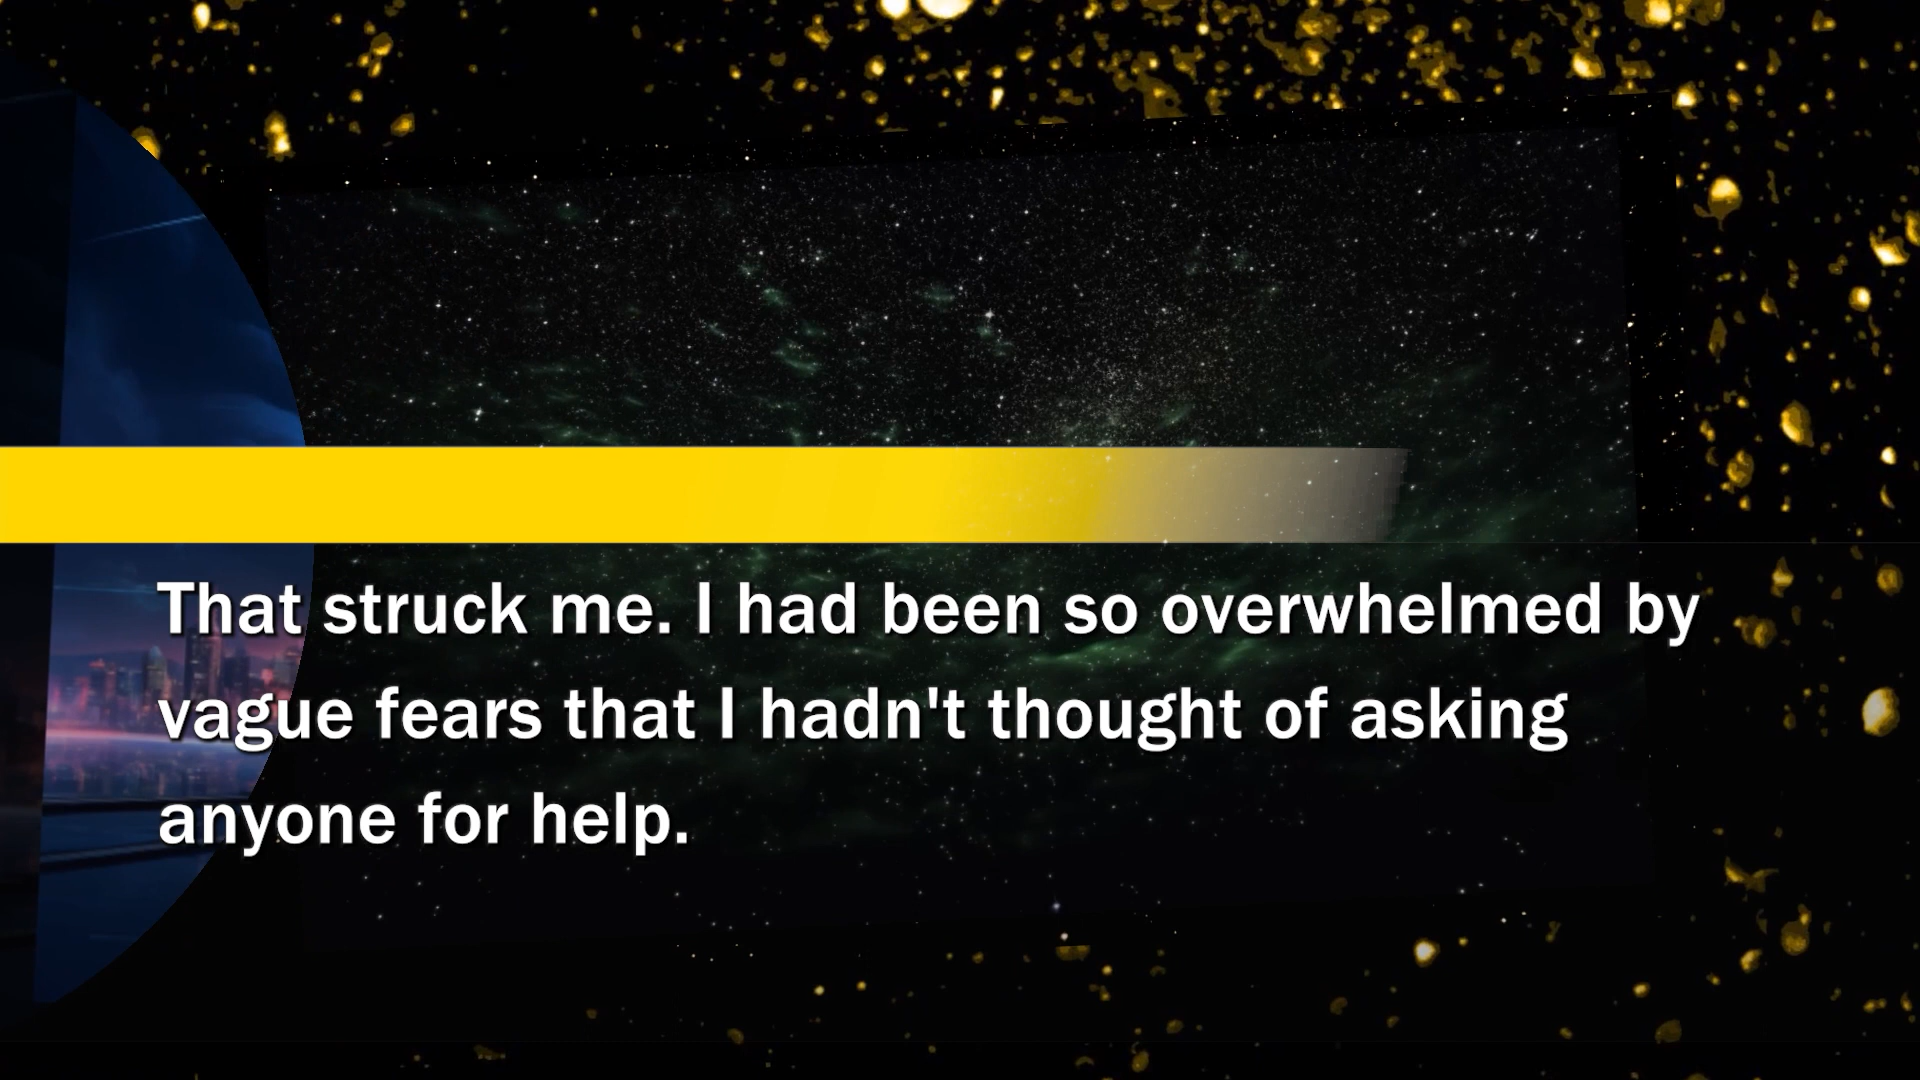 That struck me. I had been so overwhelmed by
vague fears that I hadn't thought of asking
anyone for help.